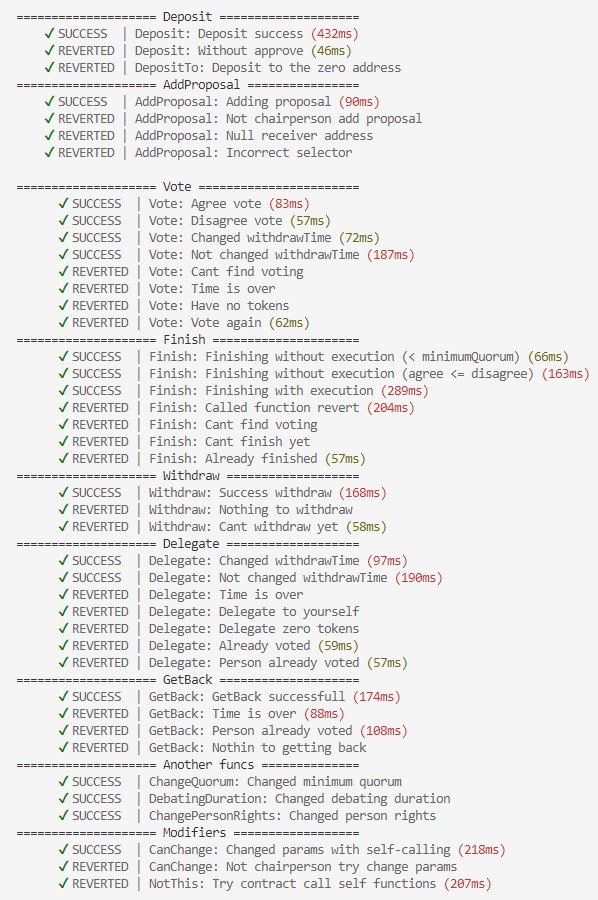 =================== Deposit ===================
✓ SUCCESS | Deposit: Deposit success (432ms)
✓ REVERTED | Deposit: Without approve (46ms)
✓ REVERTED | DepositTo: Deposit to the zero address
=================== AddProposal ================
✓ SUCCESS | AddProposal: Adding proposal (90ms)
✓ REVERTED | AddProposal: Not chairperson add proposal
✓ REVERTED | AddProposal: Null receiver address
✓ REVERTED | AddProposal: Incorrect selector
=================== Vote =======================
✓ SUCCESS | Vote: Agree vote (83ms)
✓ SUCCESS | Vote: Disagree vote (57ms)
✓ SUCCESS | Vote: Changed withdrawTime (72ms)
✓ SUCCESS | Vote: Not changed withdrawTime (187ms)
✓ REVERTED | Vote: Cant find voting
✓ REVERTED | Vote: Time is over
✓ REVERTED | Vote: Have no tokens
✓ REVERTED | Vote: Vote again (62ms)
=================== Finish =====================
✓ SUCCESS | Finish: Finishing without execution (< minimumQuorum) (66ms)
✓ SUCCESS | Finish: Finishing without execution (agree <= disagree) (163ms)
✓ SUCCESS | Finish: Finishing with execution (289ms)
✓ REVERTED | Finish: Called function revert (204ms)
✓ REVERTED | Finish: Cant find voting
✓ REVERTED | Finish: Cant finish yet
✓ REVERTED | Finish: Already finished (57ms)
=================== Withdraw ===================
✓ SUCCESS | Withdraw: Success withdraw (168ms)
✓ REVERTED | Withdraw: Nothing to withdraw
✓ REVERTED | Withdraw: Cant withdraw yet (58ms)
=================== Delegate ===================
✓ SUCCESS | Delegate: Changed withdrawTime (97ms)
✓ SUCCESS | Delegate: Not changed withdrawTime (190ms)
✓ REVERTED | Delegate: Time is over
✓ REVERTED | Delegate: Delegate to yourself
✓ REVERTED | Delegate: Delegate zero tokens
✓ REVERTED | Delegate: Already voted (59ms)
✓ REVERTED | Delegate: Person already voted (57ms)
=================== GetBack ====================
✓ SUCCESS | GetBack: GetBack successfull (174ms)
✓ REVERTED | GetBack: Time is over (88ms)
✓ REVERTED | GetBack: Person already voted (108ms)
✓ REVERTED | GetBack: Nothin to getting back
=================== Another funcs ==============
✓ SUCCESS | ChangeQuorum: Changed minimum quorum
✓ SUCCESS | DebatingDuration: Changed debating duration
✓ SUCCESS | ChangePersonRights: Changed person rights
=================== Modifiers ==================
✓ SUCCESS | CanChange: Changed params with self-calling (218ms)
✓ REVERTED | CanChange: Not chairperson try change params
✓ REVERTED | NotThis: Try contract call self functions (207ms)